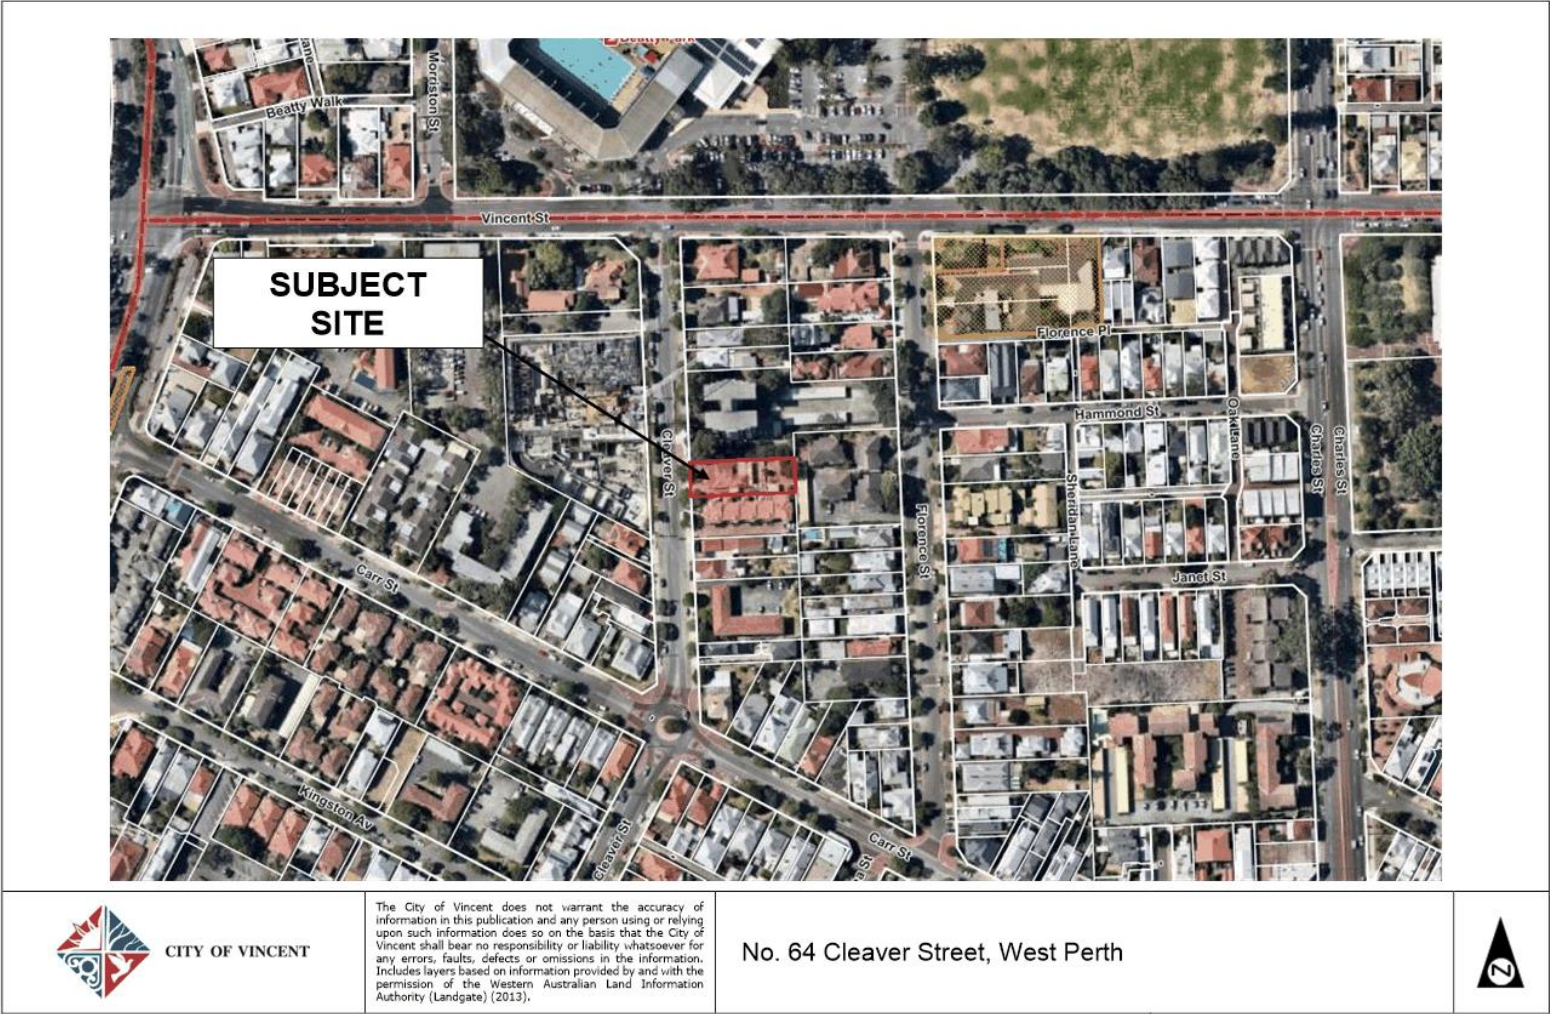 Beatty Park
Morriston St
Beatty Walk
Vincent St
SUBJECT
SITE
Florence Pl
Hammond St
Oak Lane
Cleaver St
Charles St
Charles St
Sheridan Lane
Florence St
Janet St
Carr St
Kingston Av
Cleaver St
Carr St
a St
CITY OF VINCENT
The City of Vincent does not warrant the accuracy of
information in this publication and any person using or relying
upon such information does so on the basis that the City of
Vincent shall bear no responsibility or liability whatsoever for
any errors, faults, defects or omissions in the information.
Includes layers based on information provided by and with the
permission of the Western Australian Land Information
Authority (Landgate) (2013).
No. 64 Cleaver Street, West Perth
N